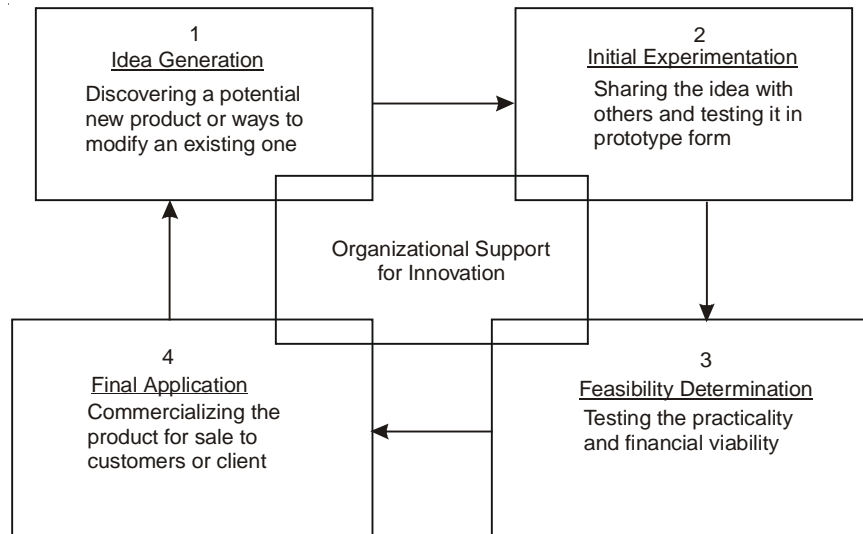 1
Idea Generation
Discovering a potential
new product or ways to
modify an existing one
2
Initial Experimentation
Sharing the idea with
others and testing it in
prototype form
Organizational Support
for Innovation
4
Final Application
Commercializing the
product for sale to
customers or client
3
Feasibility Determination
Testing the practicality
and financial viability